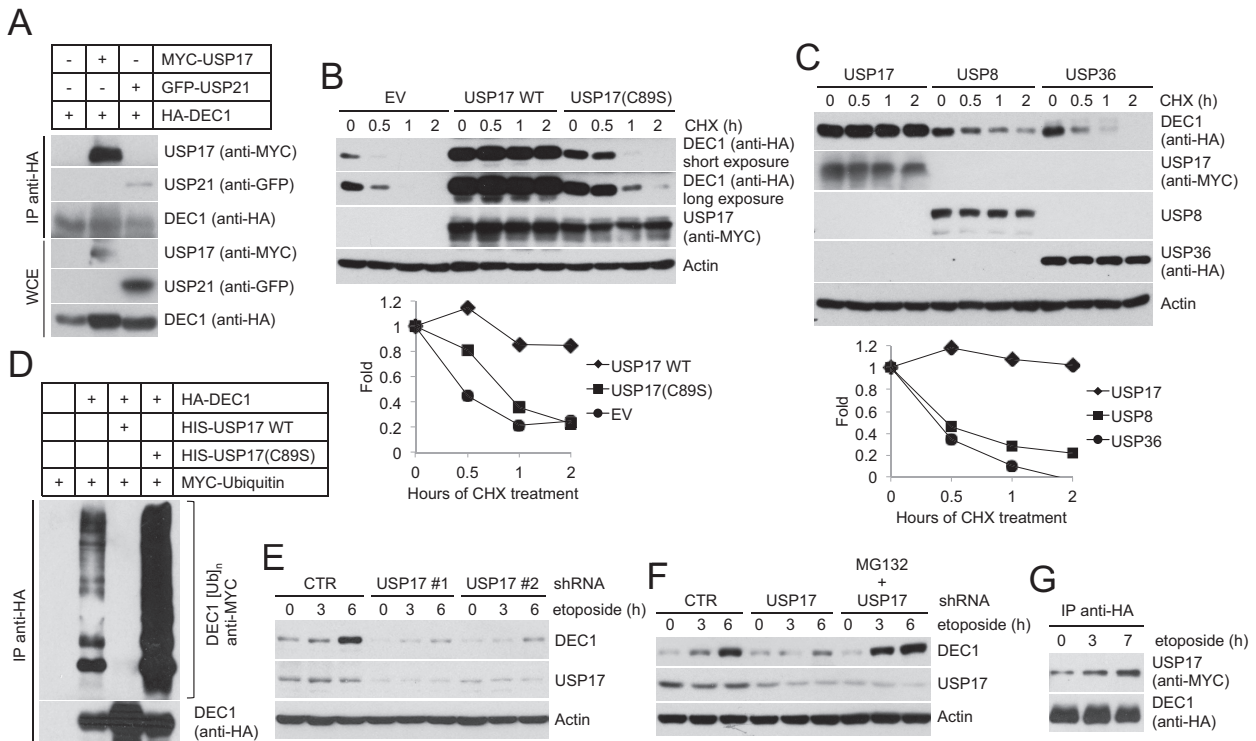 A
- + - MYC-USP17
- - + GFP-USP21
+ + + HA-DEC1
IP anti-HA
USP17 (anti-MYC)
USP21 (anti-GFP)
DEC1 (anti-HA)
WCE
USP17 (anti-MYC)
USP21 (anti-GFP)
DEC1 (anti-HA)
B
EV USP17 WT USP17(C89S)
0 0.5 1 2 0 0.5 1 2 0 0.5 1 2 CHX (h)
DEC1 (anti-HA)
short exposure
DEC1 (anti-HA)
long exposure
USP17
(anti-MYC)
Actin
1.2
1
0.8
0.6
0.4
0.2
0
Fold
0 0.5 1 2
Hours of CHX treatment
USP17 WT
USP17(C89S)
EV
C
USP17 USP8 USP36
0 0.5 1 2 0 0.5 1 2 0 0.5 1 2 CHX (h)
DEC1
(anti-HA)
USP17
(anti-MYC)
USP8
USP36
(anti-HA)
Actin
1.2
1
0.8
0.6
0.4
0.2
0
Fold
0 0.5 1 2
Hours of CHX treatment
USP17
USP8
USP36
D
+ + + HA-DEC1
+ HIS-USP17 WT
+ HIS-USP17(C89S)
+ + + + MYC-Ubiquitin
IP anti-HA
DEC1 [Ub]n
anti-MYC
DEC1
(anti-HA)
E
CTR USP17 #1 USP17 #2 shRNA
0 3 6 0 3 6 0 3 6 etoposide (h)
DEC1
USP17
Actin
F
MG132
+
CTR USP17 USP17 shRNA
0 3 6 0 3 6 0 3 6 etoposide (h)
DEC1
USP17
Actin
G
IP anti-HA
0 3 7 etoposide (h)
USP17
(anti-MYC)
DEC1
(anti-HA)